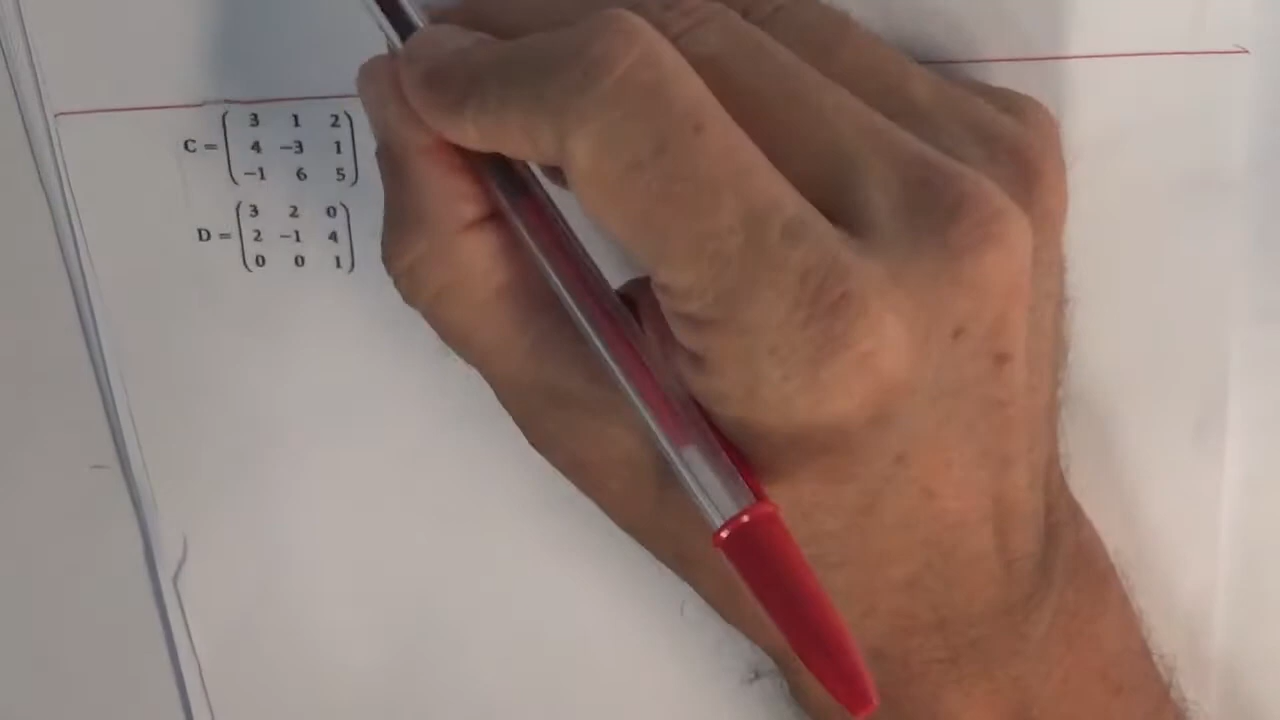 C = ( 3 1 2
4 −3 1
−1 6 5 )
D = ( 3 2 0
2 −1 4
0 0 1 )